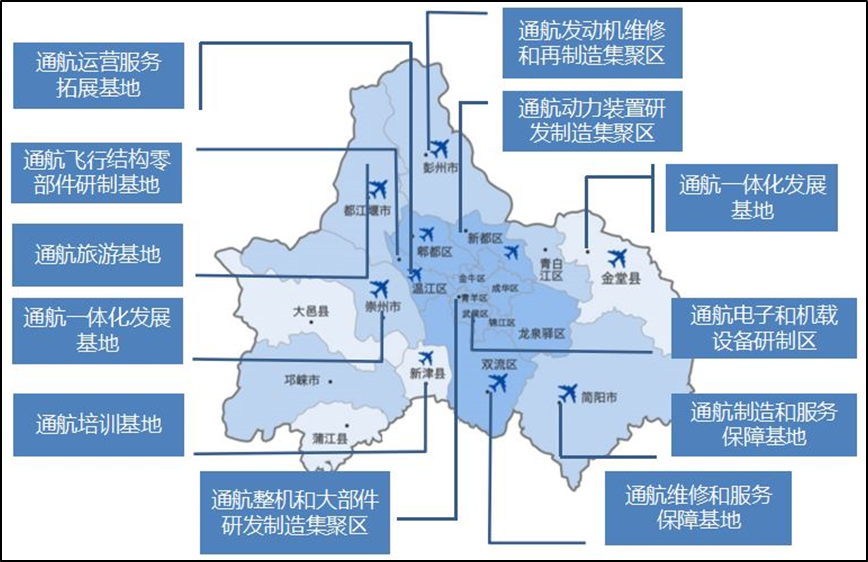 通航运营服务
拓展基地
通航飞行结构零
部件研制基地
通航旅游基地
通航一体化发展
基地
通航培训基地
通航整机和大部件
研发制造集聚区
通航发动机维修
和再制造集聚区
通航动力装置研
发制造集聚区
通航一体化发展
基地
通航电子和机载
设备研制区
通航制造和服务
保障基地
通航维修和服务
保障基地
彭州市
都江堰市
郫都区
新都区
青白
江区
金堂县
温江区
金牛区
成华区
青羊区
武侯区
锦江区
龙泉驿区
崇州市
大邑县
双流区
新津县
邛崃市
简阳市
蒲江县